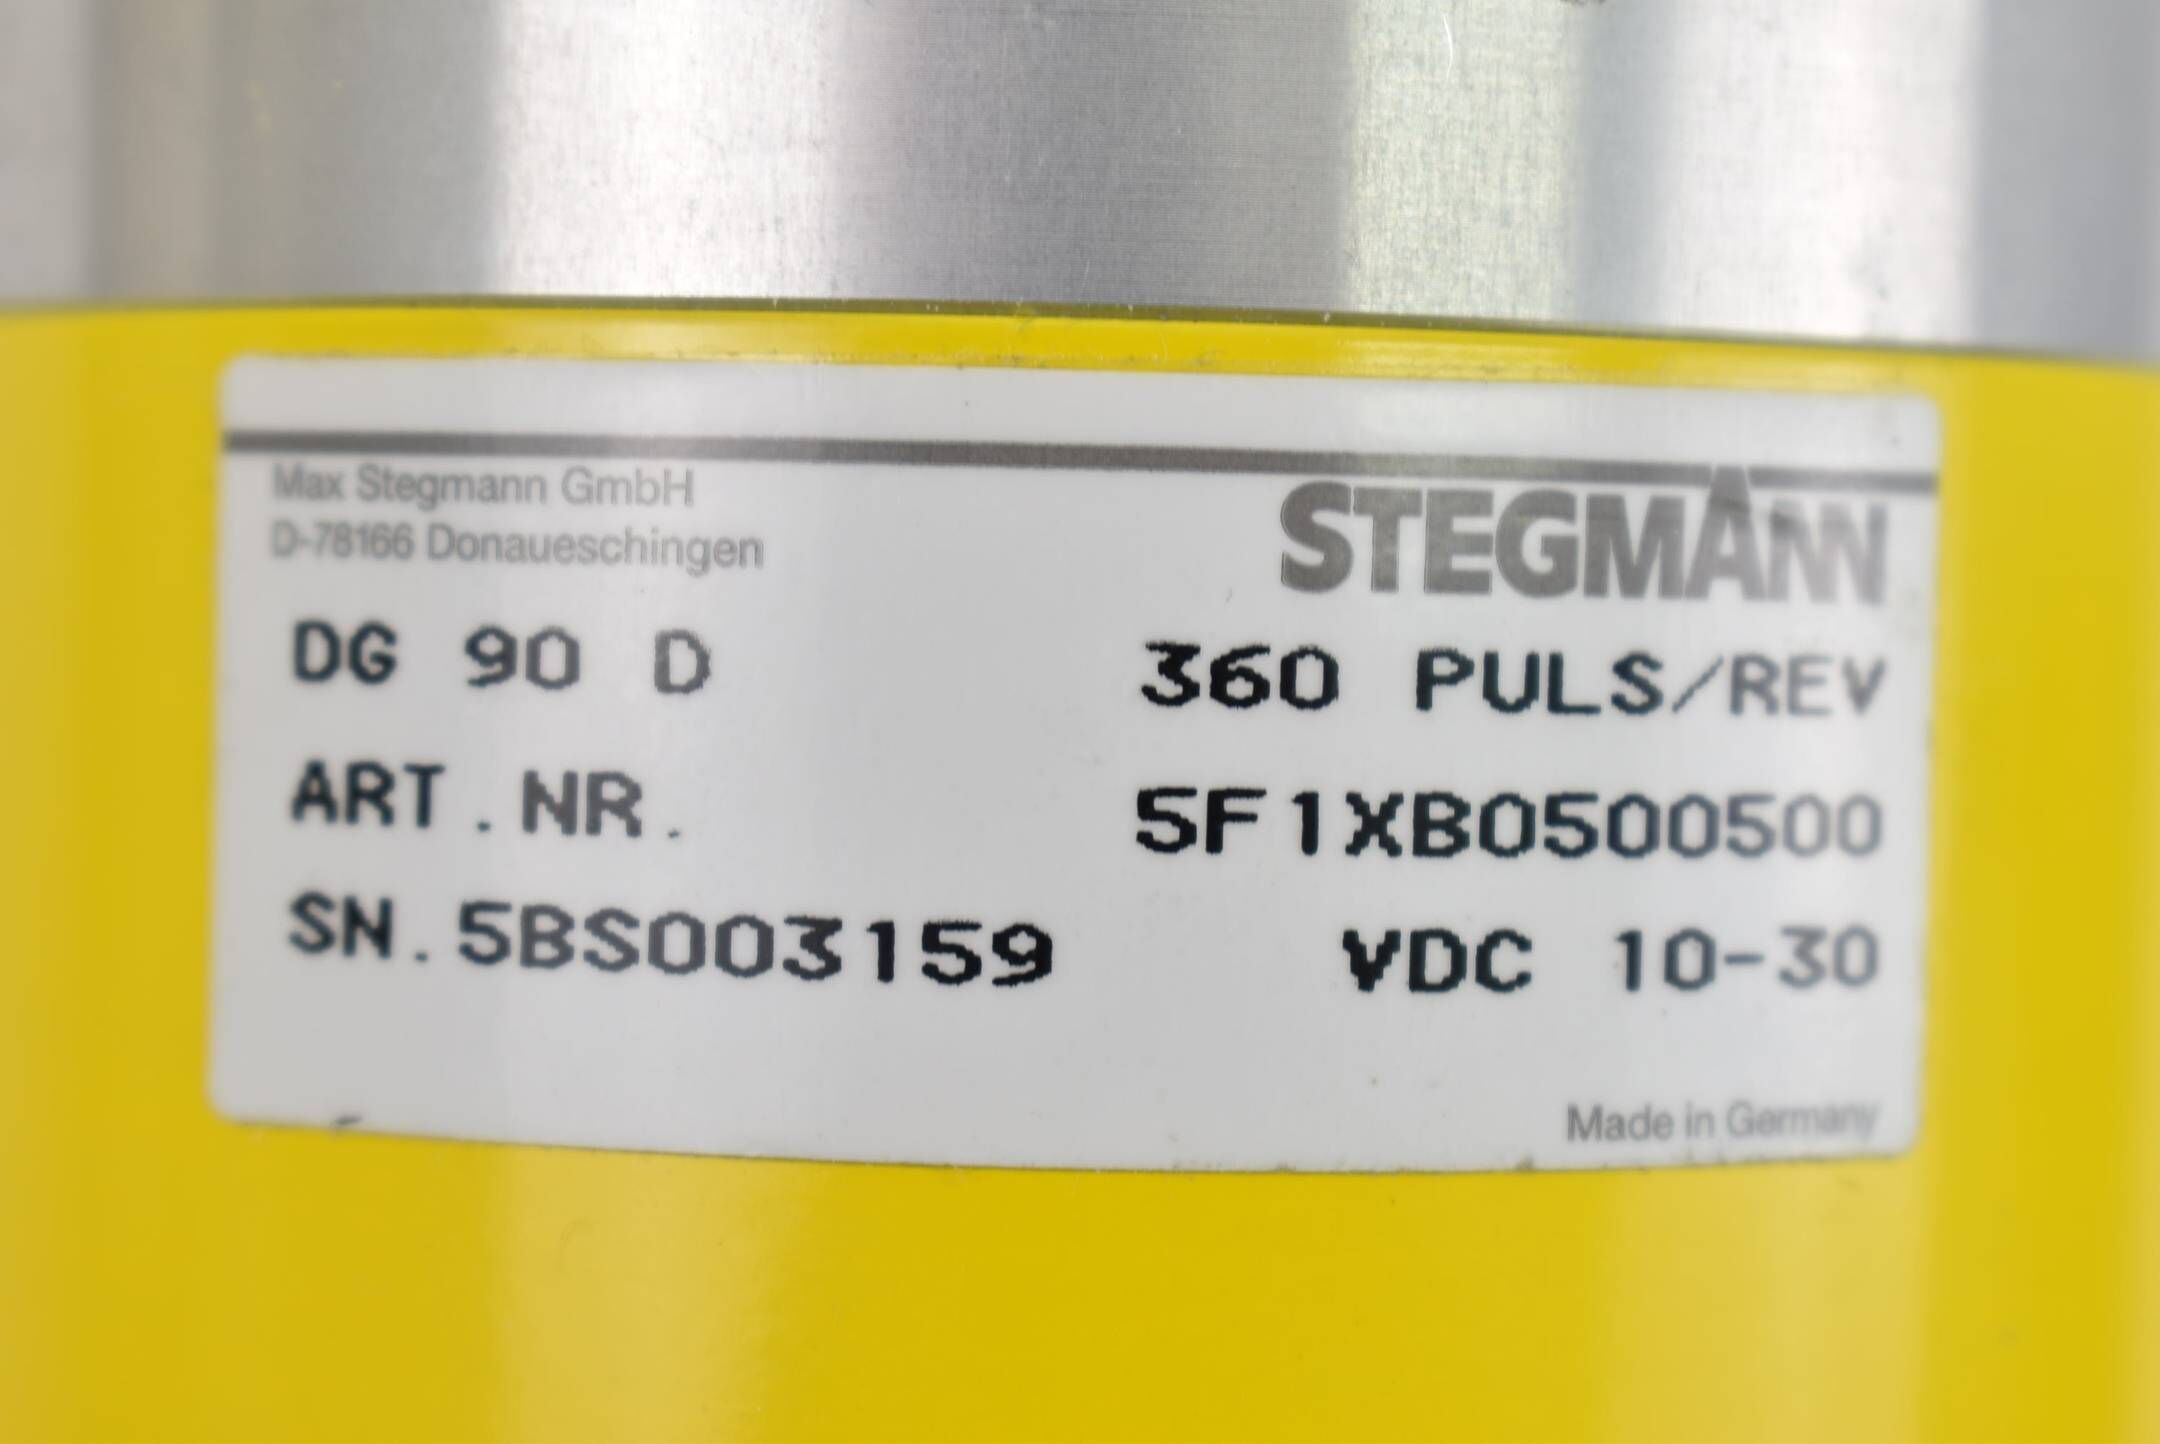 Max Stegmann GmbH
D-78166 Donaueschingen
STEGMANN
DG 90 D 360 PULS/REV
ART.NR. 5F1XB0500500
SN.5BS003159 VDC 10-30
Made in Germany